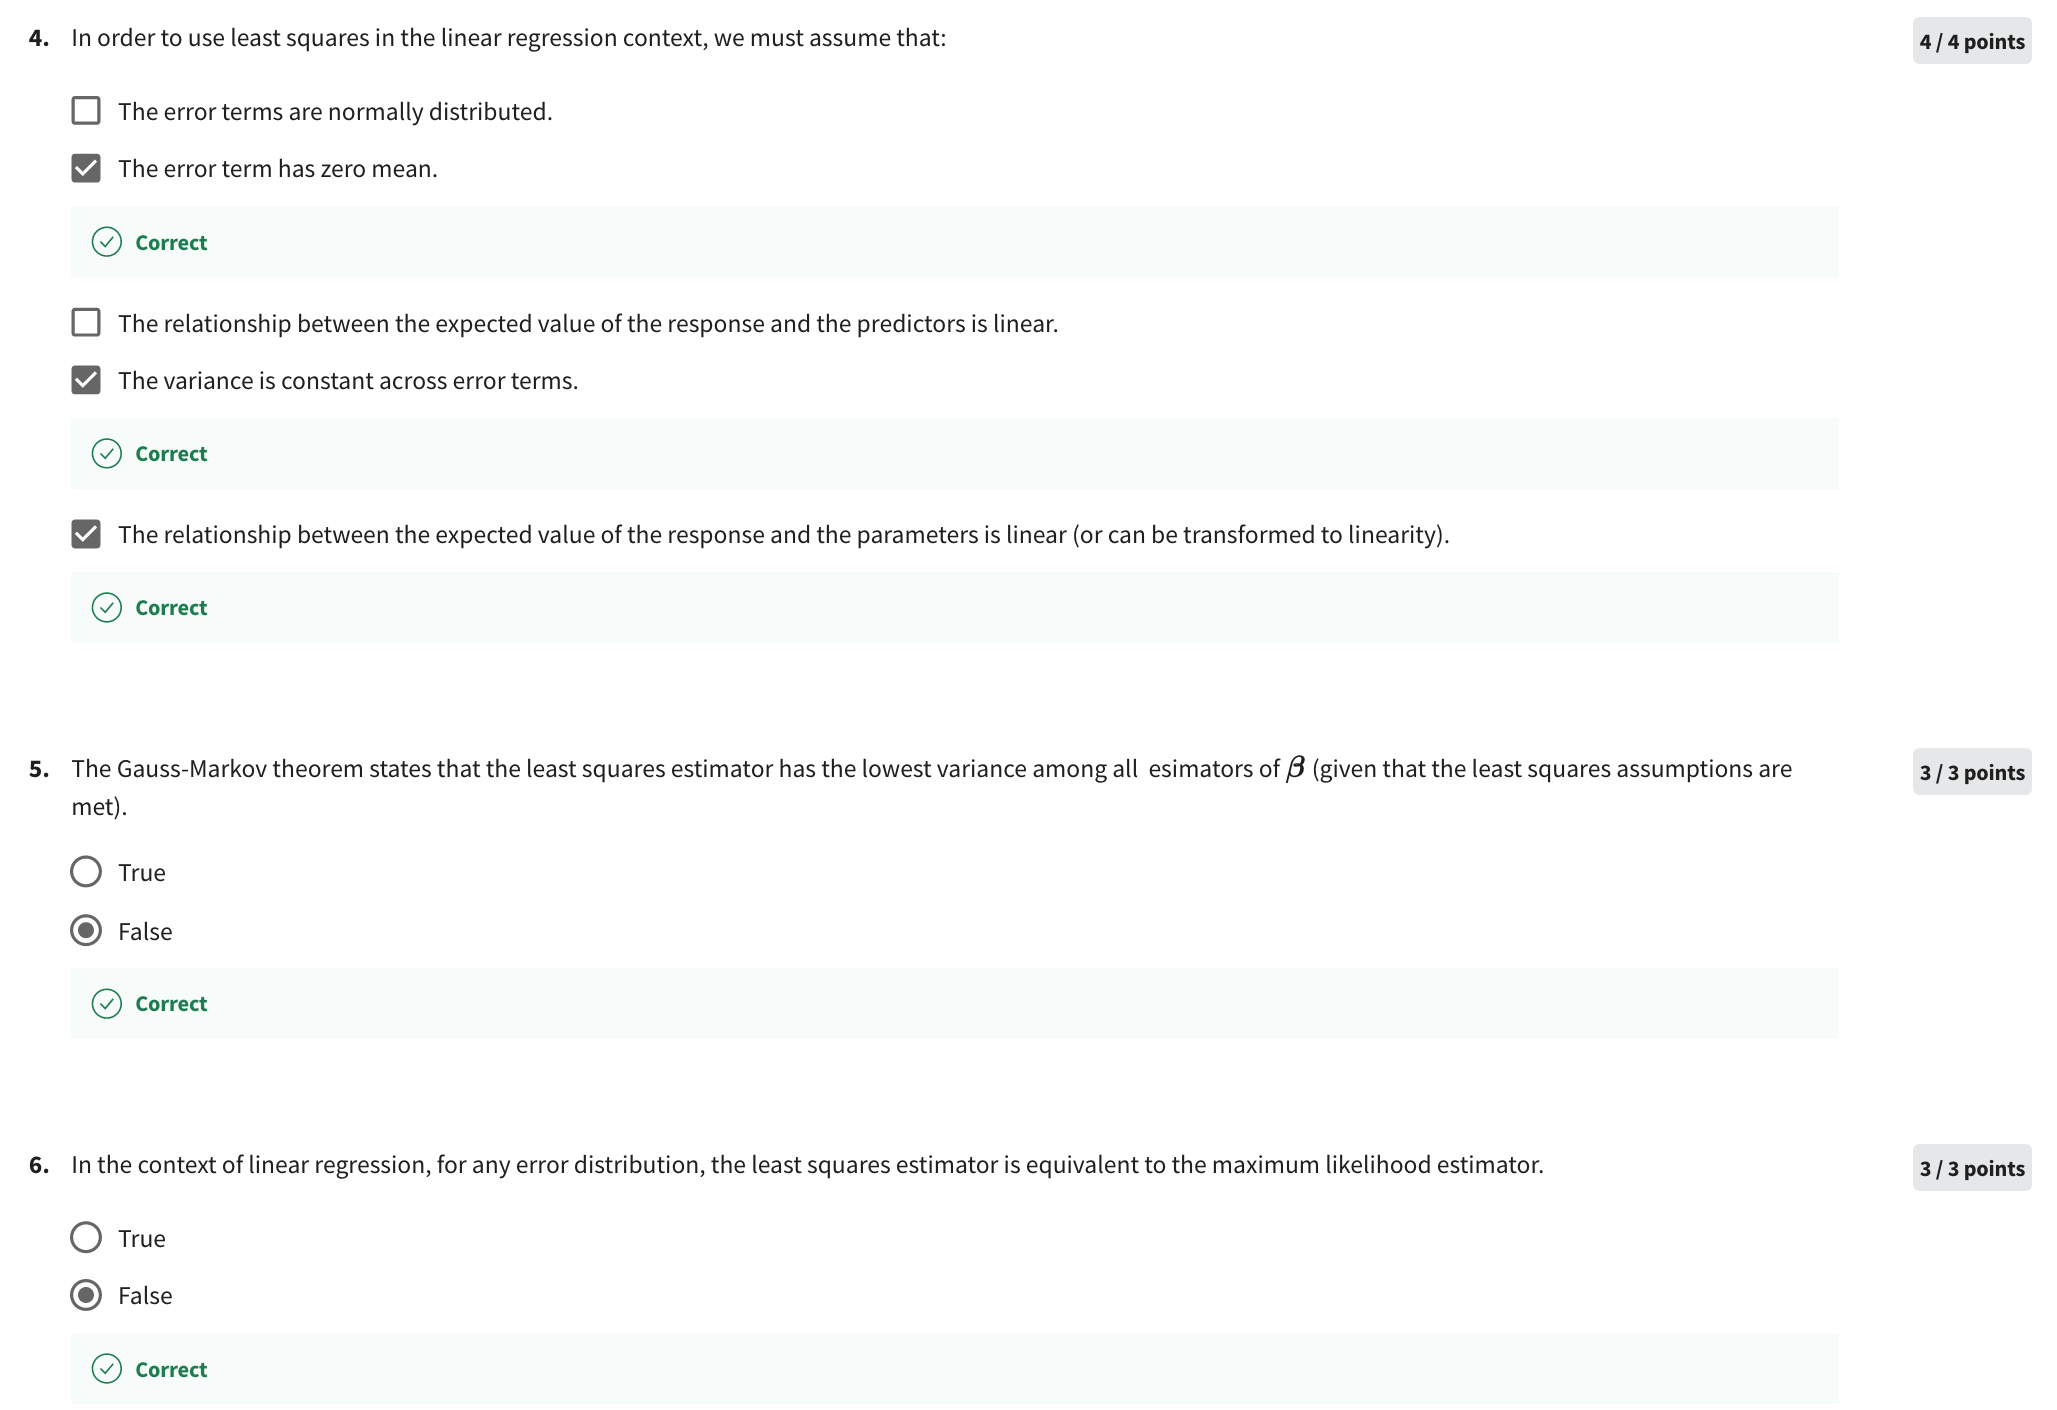 4. In order to use least squares in the linear regression context, we must assume that:
4 / 4 points
The error terms are normally distributed.
The error term has zero mean.
Correct
The relationship between the expected value of the response and the predictors is linear.
The variance is constant across error terms.
Correct
The relationship between the expected value of the response and the parameters is linear (or can be transformed to linearity).
Correct
5. The Gauss-Markov theorem states that the least squares estimator has the lowest variance among all esimators of β (given that the least squares assumptions are
met).
3 / 3 points
True
False
Correct
6. In the context of linear regression, for any error distribution, the least squares estimator is equivalent to the maximum likelihood estimator.
3 / 3 points
True
False
Correct